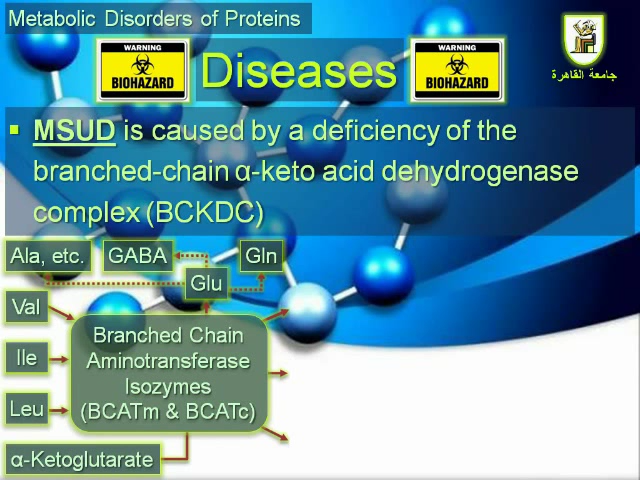 Metabolic Disorders of Proteins
WARNING
BIOHAZARD
Diseases
WARNING
BIOHAZARD
جامعة القاهرة
▪ MSUD is caused by a deficiency of the
branched-chain α-keto acid dehydrogenase
complex (BCKDC)
Ala, etc.
GABA
Gln
Glu
Val
Ile
Leu
Branched Chain
Aminotransferase
Isozymes
(BCATm & BCATc)
α-Ketoglutarate